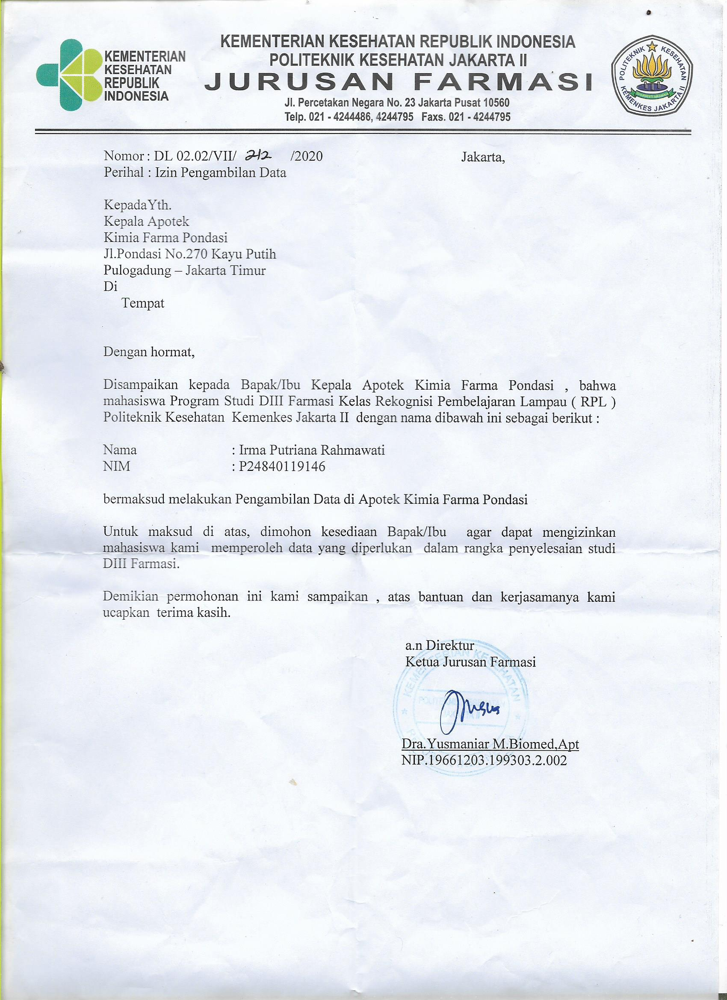 KEMENTERIAN
KESEHATAN
REPUBLIK
INDONESIA
KEMENTERIAN KESEHATAN REPUBLIK INDONESIA
POLITEKNIK KESEHATAN JAKARTA II
JURUSAN FARMASI
Jl. Percetakan Negara No. 23 Jakarta Pusat 10560
Telp. 021 - 4244486, 4244795 Faxs. 021 - 4244795
POLITEKNIK KESEHATAN
KEMENKES JAKARTA II
Nomor : DL 02.02/VII/ 212 /2020 Jakarta,
Perihal : Izin Pengambilan Data
KepadaYth.
Kepala Apotek
Kimia Farma Pondasi
Jl.Pondasi No.270 Kayu Putih
Pulogadung – Jakarta Timur
Di
Tempat
Dengan hormat,
Disampaikan kepada Bapak/Ibu Kepala Apotek Kimia Farma Pondasi , bahwa
mahasiswa Program Studi DIII Farmasi Kelas Rekognisi Pembelajaran Lampau ( RPL )
Politeknik Kesehatan Kemenkes Jakarta II dengan nama dibawah ini sebagai berikut :
Nama : Irma Putriana Rahmawati
NIM : P24840119146
bermaksud melakukan Pengambilan Data di Apotek Kimia Farma Pondasi
Untuk maksud di atas, dimohon kesediaan Bapak/Ibu agar dapat mengizinkan
mahasiswa kami memperoleh data yang diperlukan dalam rangka penyelesaian studi
DIII Farmasi.
Demikian permohonan ini kami sampaikan , atas bantuan dan kerjasamanya kami
ucapkan terima kasih.
a.n Direktur
Ketua Jurusan Farmasi
KEMENTERIAN KESEHATAN
Dra.Yusmaniar M.Biomed,Apt
NIP.19661203.199303.2.002